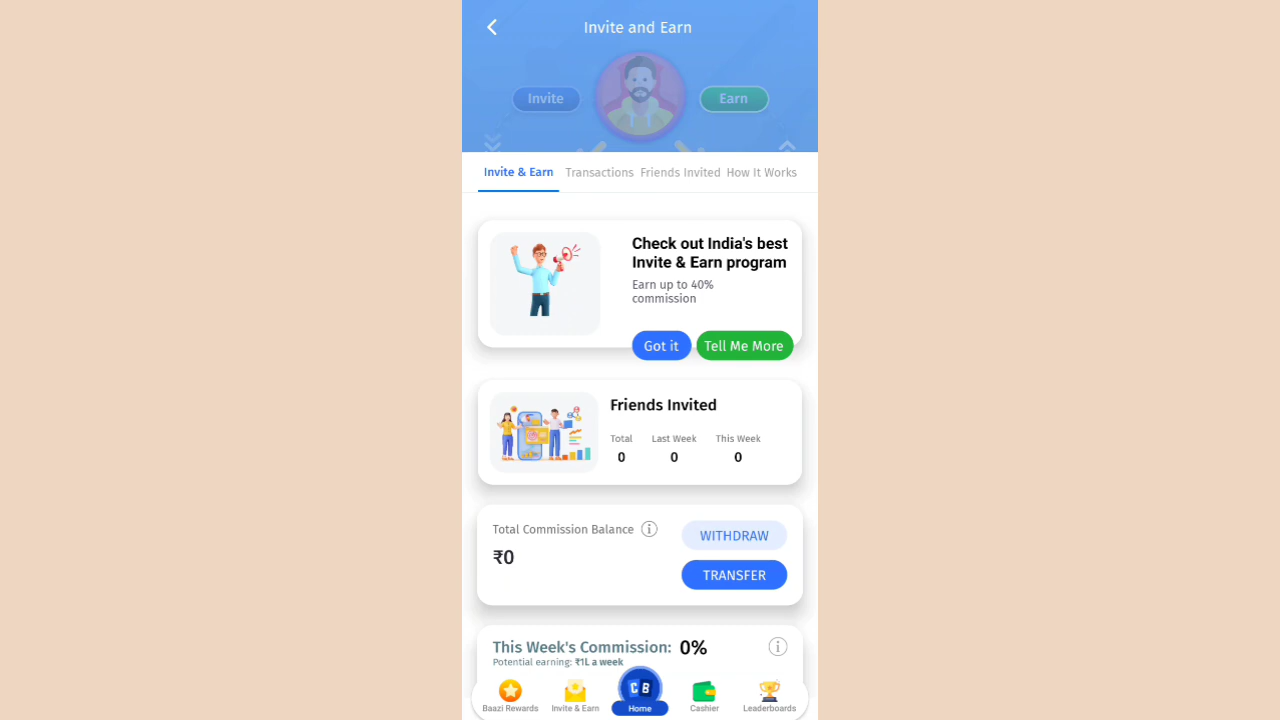 Invite and Earn
Invite
Earn
Invite & Earn Transactions Friends Invited How It Works
Check out India's best
Invite & Earn program
Earn up to 40%
commission
Got it Tell Me More
Friends Invited
Total Last Week This Week
0 0 0
Total Commission Balance
₹0
WITHDRAW
TRANSFER
This Week's Commission: 0%
Potential earning: ₹1L a week
CB
Baazi Rewards Invite & Earn Home Cashier Leaderboards